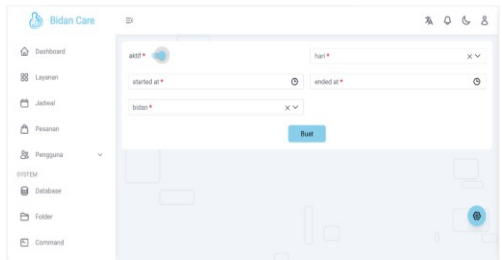 Bidan Care
Dashboard
Layanan
Jadwal
Pesanan
Pengguna
SYSTEM
Database
Folder
Command
aktif *
hari *
started at *
ended at *
bidan *
Buat